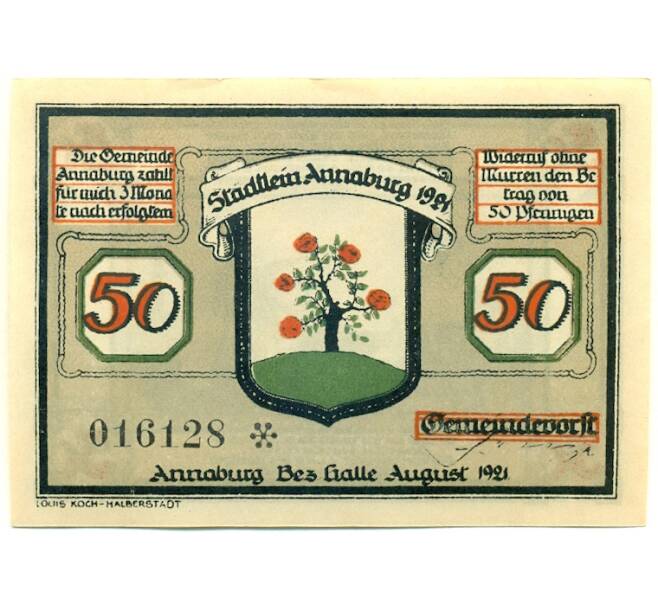 Städtlein Annaburg 1921
Die Gemeinde
Annaburg zahlt
für mich 3 Mona
te nach erfolgtem
Widerruf ohne
Murren den Be
trag von
50 Pfennigen
50
50
016128 ✲
Gemeindevorst
Annaburg Bez Halle August 1921
LOUIS KOCH-HALBERSTADT